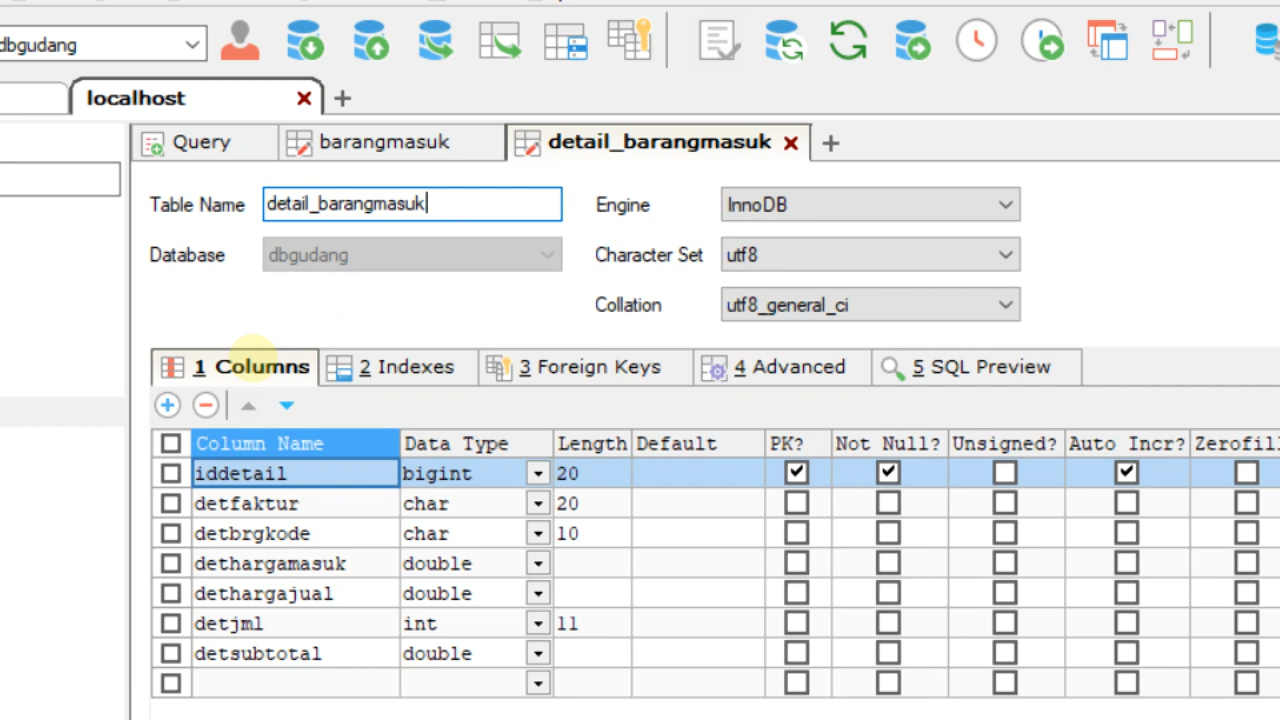 dbgudang
localhost
Query barangmasuk detail_barangmasuk
Table Name detail_barangmasuk Engine InnoDB
Database dbgudang Character Set utf8
Collation utf8_general_ci
1 Columns 2 Indexes 3 Foreign Keys 4 Advanced 5 SQL Preview
Column Name Data Type Length Default PK? Not Null? Unsigned? Auto Incr? Zerofill
iddetail bigint 20
detfaktur char 20
detbrgkode char 10
dethargamasuk double
dethargajual double
detjml int 11
detsubtotal double